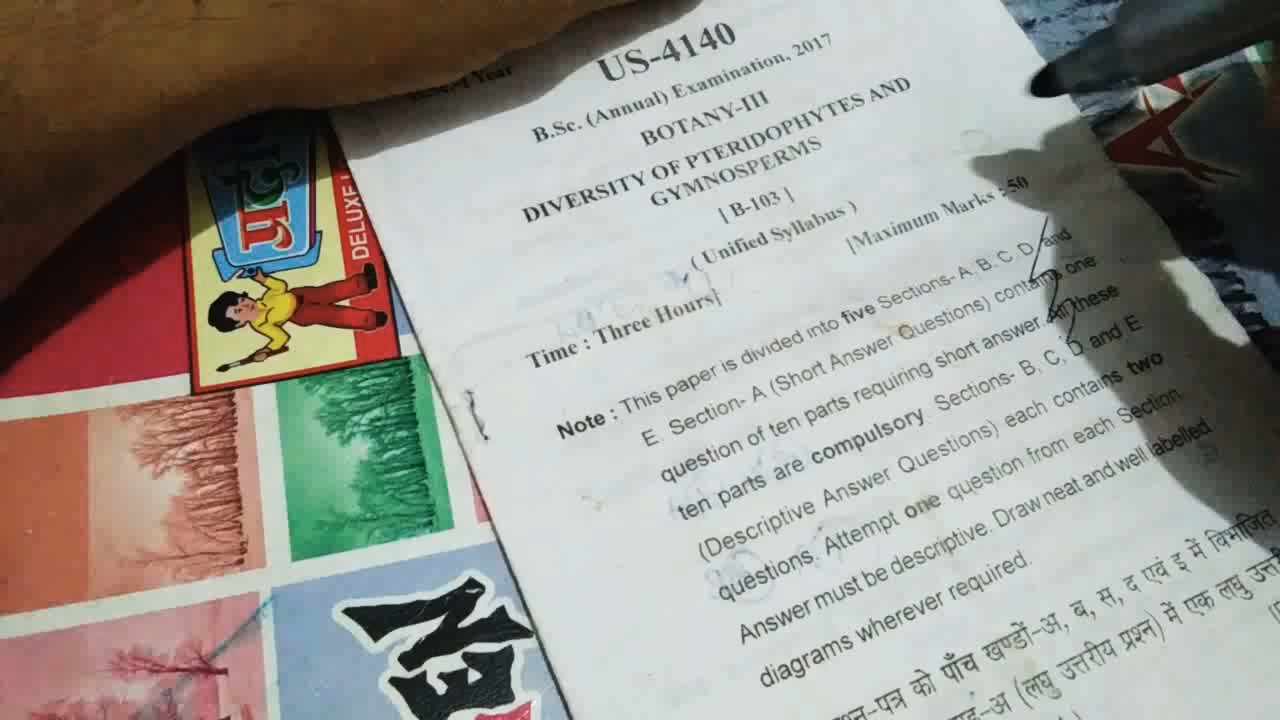 US-4140
B.Sc. (Annual) Examination, 2017
BOTANY-III
DIVERSITY OF PTERIDOPHYTES AND
GYMNOSPERMS
[ B-103 ]
( Unified Syllabus )
Time : Three Hours] [Maximum Marks : 50
Note : This paper is divided into five Sections- A, B, C, D, and
E. Section- A (Short Answer Questions) contains one
question of ten parts requiring short answer. All these
ten parts are compulsory. Sections- B, C, D and E
(Descriptive Answer Questions) each contains two
questions. Attempt one question from each Section.
Answer must be descriptive. Draw neat and well labelled
diagrams wherever required.
को पाँच खण्डों-अ, ब, स, द एवं इ में विभाजित
(लघु उत्तरीय प्रश्न) में एक लघु
DELUXE